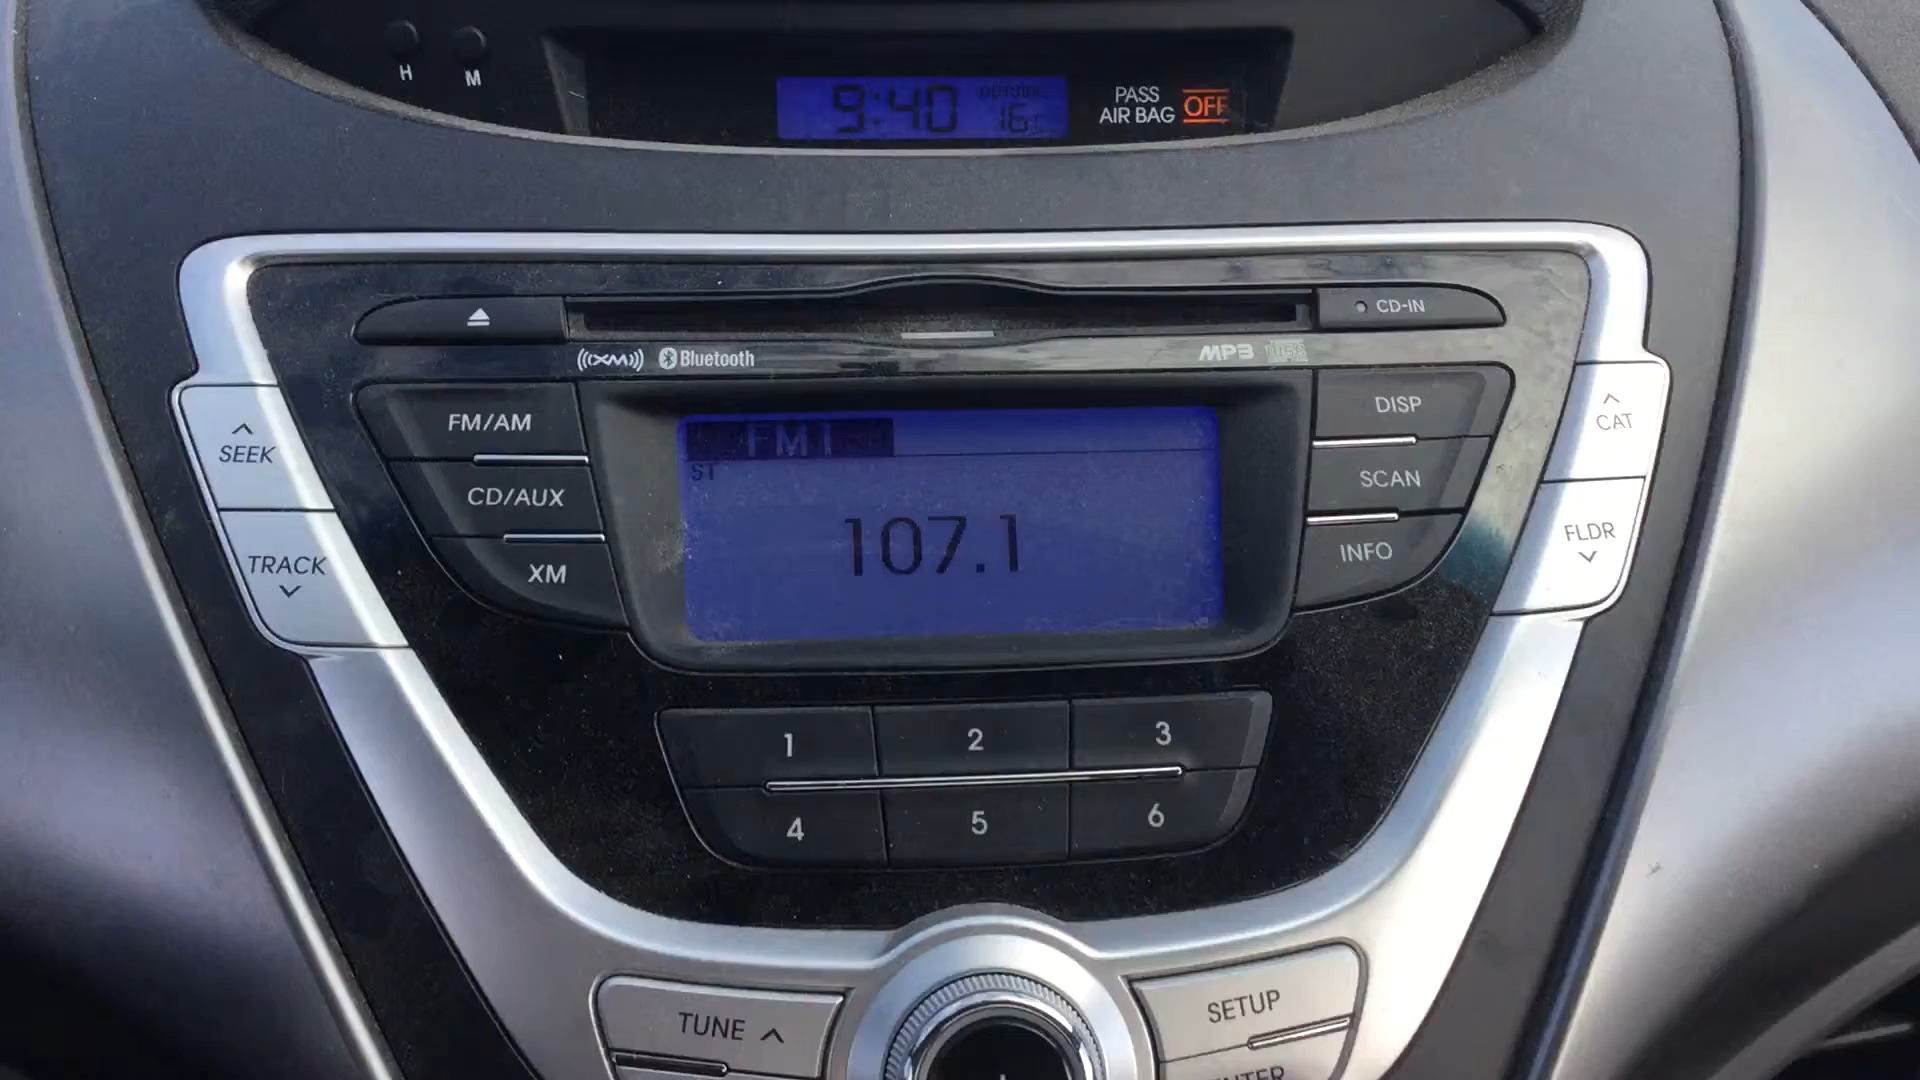 H M
9:40 OUTSIDE 16
PASS AIR BAG OFF
CD-IN
XM Bluetooth MP3
SEEK FM/AM FM1 DISP CAT
ST
TRACK CD/AUX 107.1 SCAN FLDR
XM INFO
1 2 3
4 5 6
TUNE SETUP